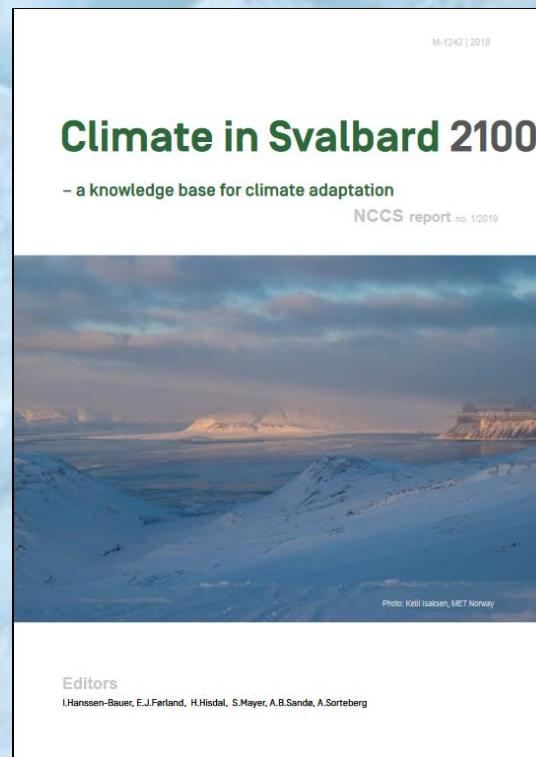 M-1242 | 2018
Climate in Svalbard 2100
– a knowledge base for climate adaptation
NCCS report no. 1/2019
Photo: Ketil Isaksen, MET Norway
Editors
I.Hanssen-Bauer, E.J.Førland, H.Hisdal, S.Mayer, A.B.Sandø, A.Sorteberg